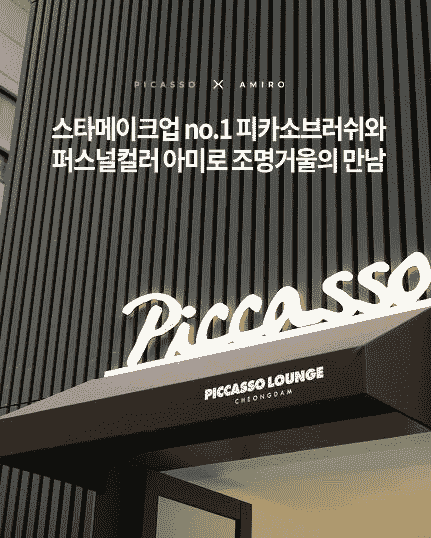 PICASSO × AMIRO
스타메이크업 no.1 피카소브러쉬와
퍼스널컬러 아미로 조명거울의 만남
Piccasso
PICCASSO LOUNGE
CHEONGDAM